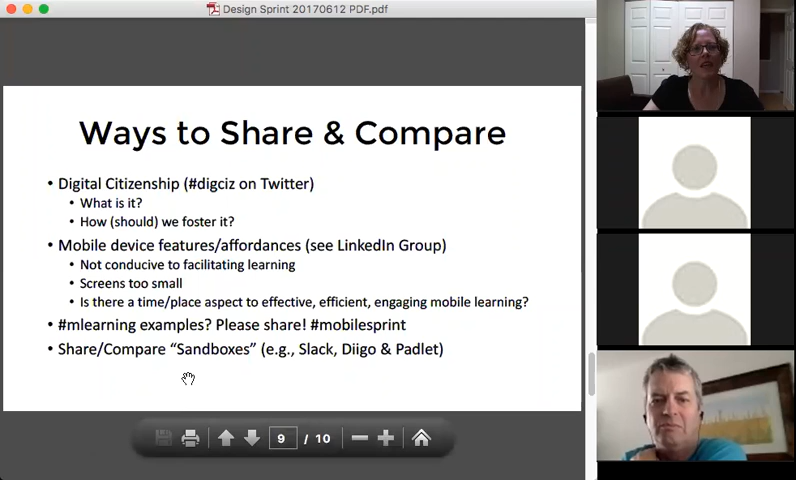 Design Sprint 20170612 PDF.pdf
Ways to Share & Compare
• Digital Citizenship (#digciz on Twitter)
• What is it?
• How (should) we foster it?
• Mobile device features/affordances (see LinkedIn Group)
• Not conducive to facilitating learning
• Screens too small
• Is there a time/place aspect to effective, efficient, engaging mobile learning?
• #mlearning examples? Please share! #mobilesprint
• Share/Compare “Sandboxes” (e.g., Slack, Diigo & Padlet)
9 / 10